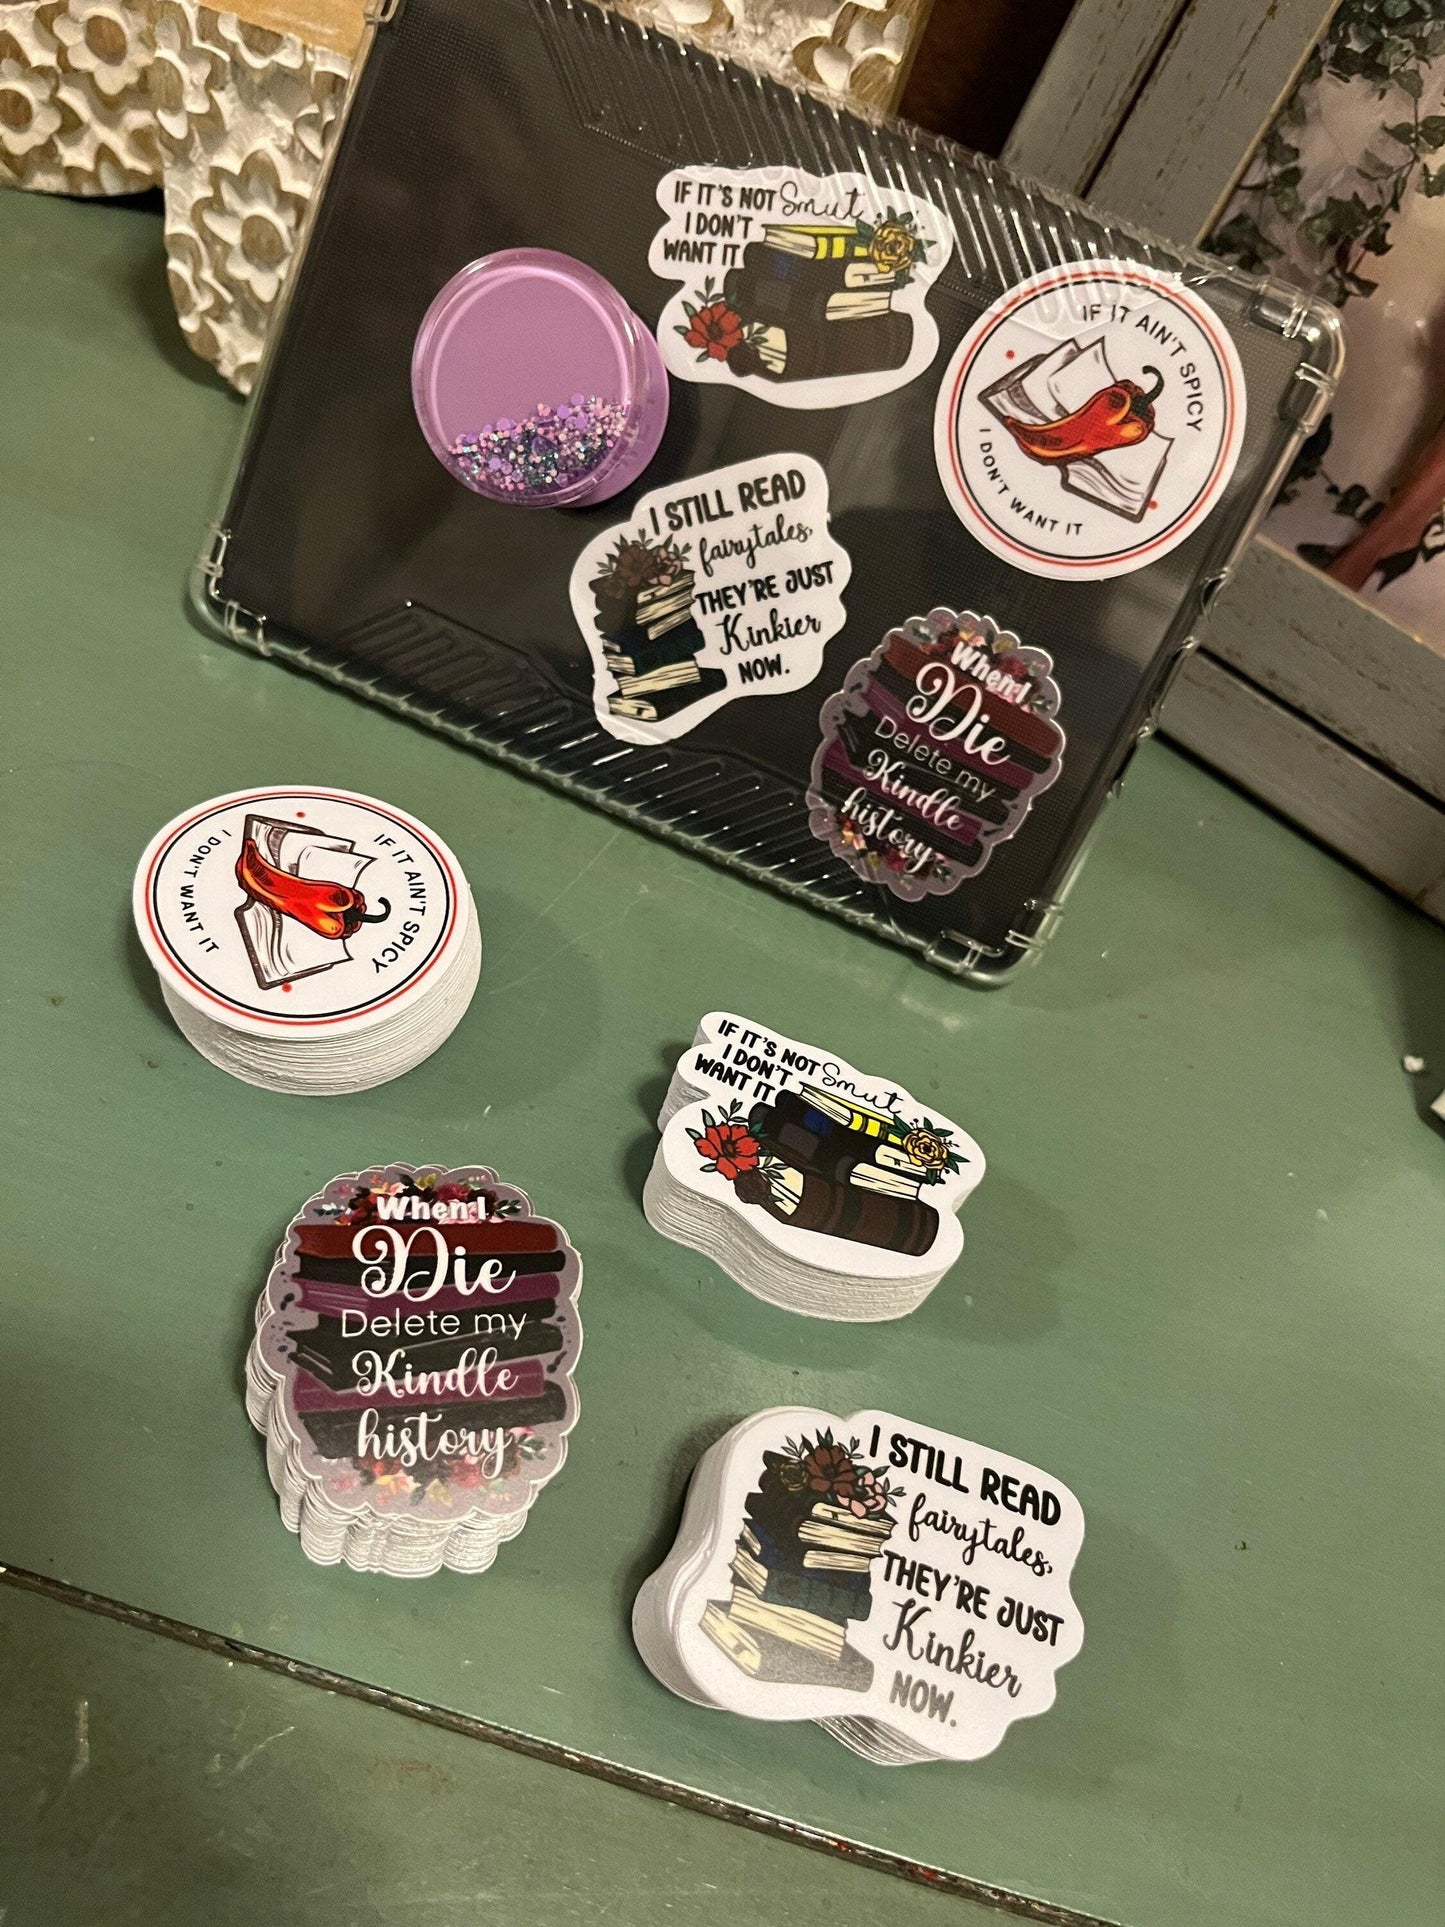 IF IT'S NOT Smut
I DON'T
WANT IT
IF IT AIN'T SPICY
I DON'T WANT IT
I STILL READ
fairytales,
THEY'RE JUST
Kinkier
NOW.
When I
Die
Delete my
Kindle
history
IF IT AIN'T SPICY
I DON'T WANT IT
IF IT'S NOT Smut
I DON'T
WANT IT
When I
Die
Delete my
Kindle
history
I STILL READ
fairytales,
THEY'RE JUST
Kinkier
NOW.